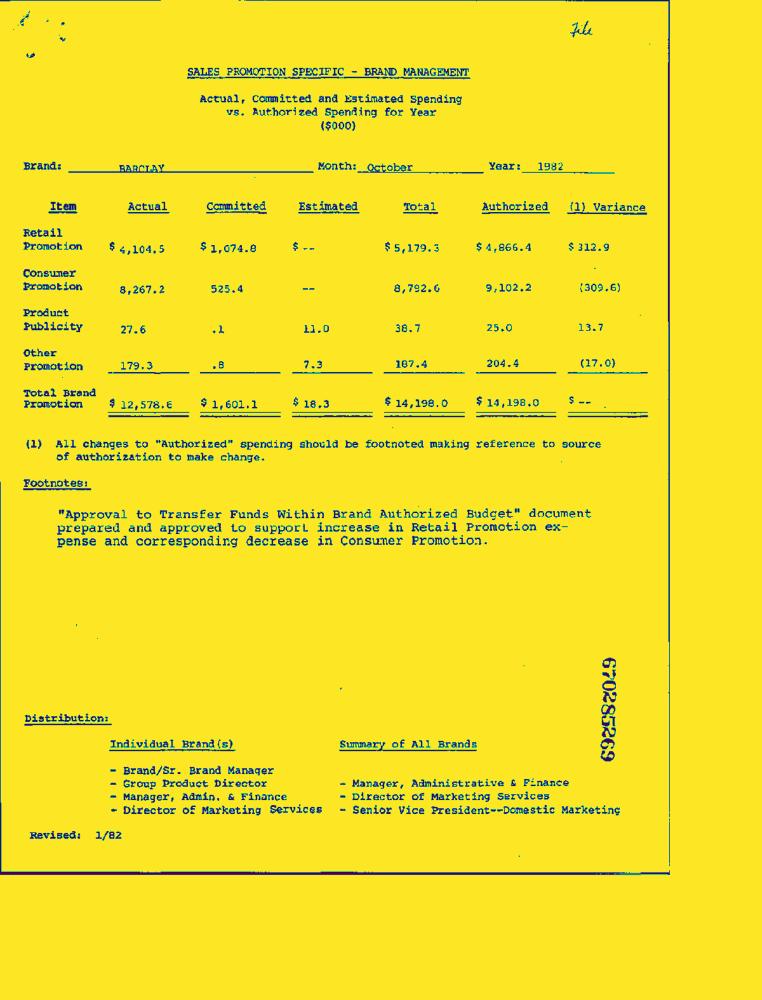 File
SALES PROMOTION SPECIFIC - BRAND MANAGEMENT
Actual, Committed and Estimated Spending
vs. Authorized Spending for Year
($000)
Brand: BARCLAY Month: October Year: 1982
Item Actual Committed Estimated Total Authorized (1) Variance
Retail
Promotion $ 4,104.5 $ 1,074.8 $ -- $ 5,179.3 $ 4,866.4 $ 312.9
Consumer
Promotion 8,267.2 525.4 -- 8,792.6 9,102.2 (309.6)
Product
Publicity 27.6 .1 11.0 38.7 25.0 13.7
Other
Promotion 179.3 .8 7.3 187.4 204.4 (17.0)
Total Brand
Promotion $ 12,578.6 $ 1,601.1 $ 18.3 $ 14,198.0 $ 14,198.0 $ --
(1) All changes to "Authorized" spending should be footnoted making reference to source
of authorization to make change.
Footnotes:
"Approval to Transfer Funds Within Brand Authorized Budget" document
prepared and approved to support increase in Retail Promotion ex-
pense and corresponding decrease in Consumer Promotion.
670285269
Distribution:
Individual Brand(s) Summary of All Brands
- Brand/Sr. Brand Manager
- Group Product Director - Manager, Administrative & Finance
- Manager, Admin. & Finance - Director of Marketing Services
- Director of Marketing Services - Senior Vice President--Domestic Marketing
Revised: 1/82